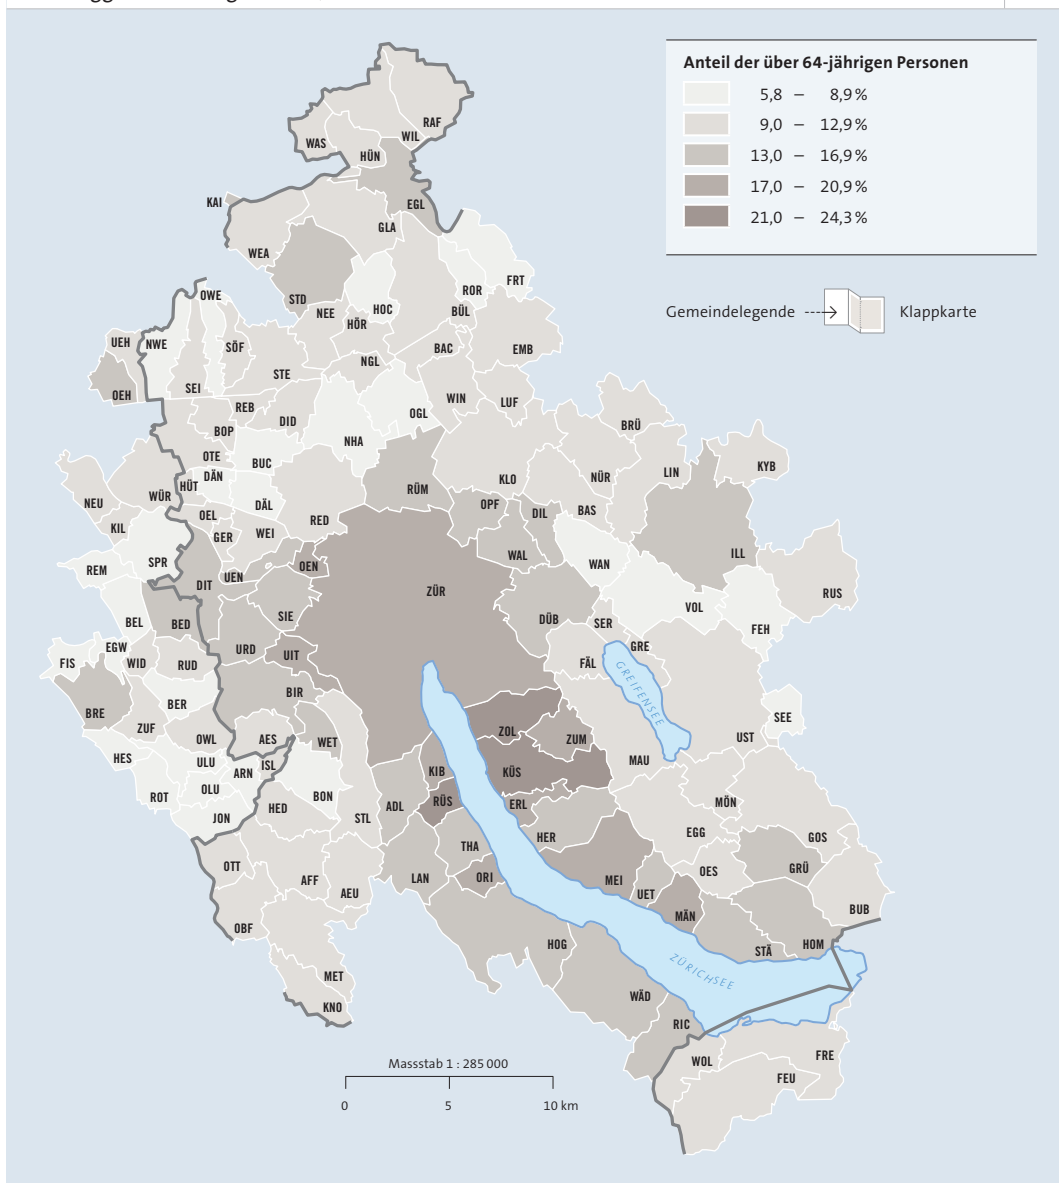 Anteil der über 64-jährigen Personen
5,8 – 8,9%
9,0 – 12,9%
13,0 – 16,9%
17,0 – 20,9%
21,0 – 24,3%
Gemeindelegende
Klappkarte
RAF
WIL
WAS
HÜN
KAI
EGL
GLA
WEA
FRT
ROR
OWE
STD
HOC
BÜL
NEE
HÖR
UEH
NWE
SÖF
BAC
EMB
NGL
STE
SEI
OEH
WIN
LUF
REB
OGL
DID
BRÜ
BOP
NHA
OTE
BUC
KYB
LIN
DÄN
NÜR
KLO
HÜT
RÜM
WÜR
NEU
DÄL
OPF
BAS
DIL
OEL
RED
KIL
WEI
GER
ILL
WAL
SPR
WAN
OEN
REM
UEN
DIT
ZÜR
RUS
VOL
SIE
DÜB
BEL
BED
SER
FEH
EGW
GRE
URD
UIT
FIS
WID
RUD
FÄL
GREIFENSEE
BIR
BER
BRE
SEE
ZUF
ZOL
UST
OWL
AES
WET
ZUM
HES
ULU
MAU
ISL
ARN
KIB
KÜS
OLU
ROT
BON
RÜS
MÖN
ERL
ADL
HED
JON
STL
EGG
GOS
HER
THA
OTT
GRÜ
OES
LAN
ORI
AFF
MEI
AEU
UET
BUB
MÄN
OBF
HOG
HOM
STÄ
ZÜRICHSEE
MET
WÄD
KNO
RIC
FRE
WOL
Massstab 1 : 285 000
FEU
0 5 10 km